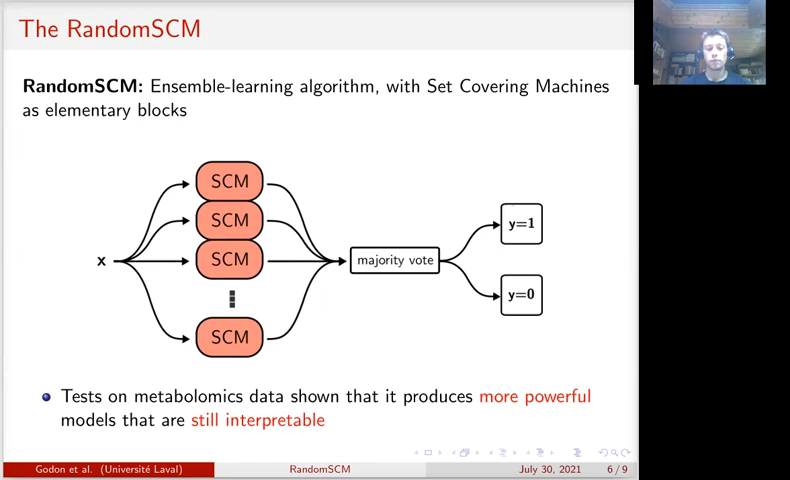 The RandomSCM
RandomSCM: Ensemble-learning algorithm, with Set Covering Machines
as elementary blocks
SCM
SCM
SCM
SCM
x
majority vote
y=1
y=0
Tests on metabolomics data shown that it produces more powerful
models that are still interpretable
Godon et al. (Université Laval)
RandomSCM
July 30, 2021
6 / 9